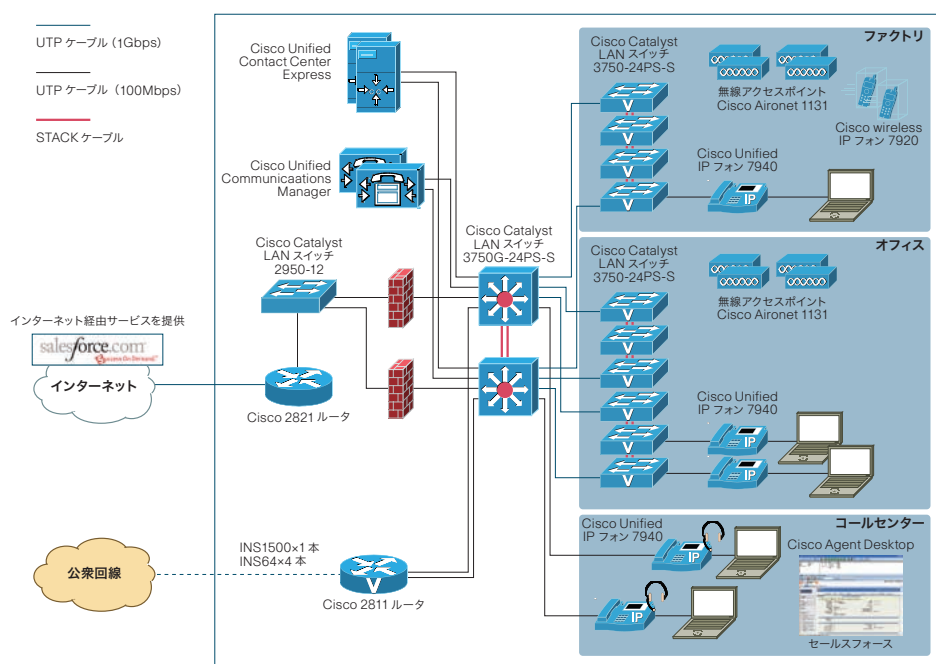 UTP ケーブル (1Gbps)
UTP ケーブル (100Mbps)
STACK ケーブル
Cisco Unified
Contact Center
Express
Cisco Unified
Communicaations
Manager
Cisco Catalyst
LAN スイッチ
2950-12
Cisco Catalyst
LAN スイッチ
3750G-24PS-S
インターネット経由サービスを提供
salesforce.com
Success On Demand
インターネット
Cisco 2821 ルータ
公衆回線
INS1500×1 本
INS64×4 本
V
Cisco 2811 ルータ
ファクトリ
Cisco Catalyst
LAN スイッチ
3750-24PS-S
V
V
V
V
無線アクセスポイント
Cisco Aironet 1131
Cisco wireless
IP フォン 7920
Cisco Unified
IP フォン 7940
IP
オフィス
Cisco Catalyst
LAN スイッチ
3750-24PS-S
V
V
V
V
V
V
無線アクセスポイント
Cisco Aironet 1131
Cisco Unified
IP フォン 7940
IP
IP
コールセンター
Cisco Unified
IP フォン 7940
IP
IP
Cisco Agent Desktop
セールスフォース